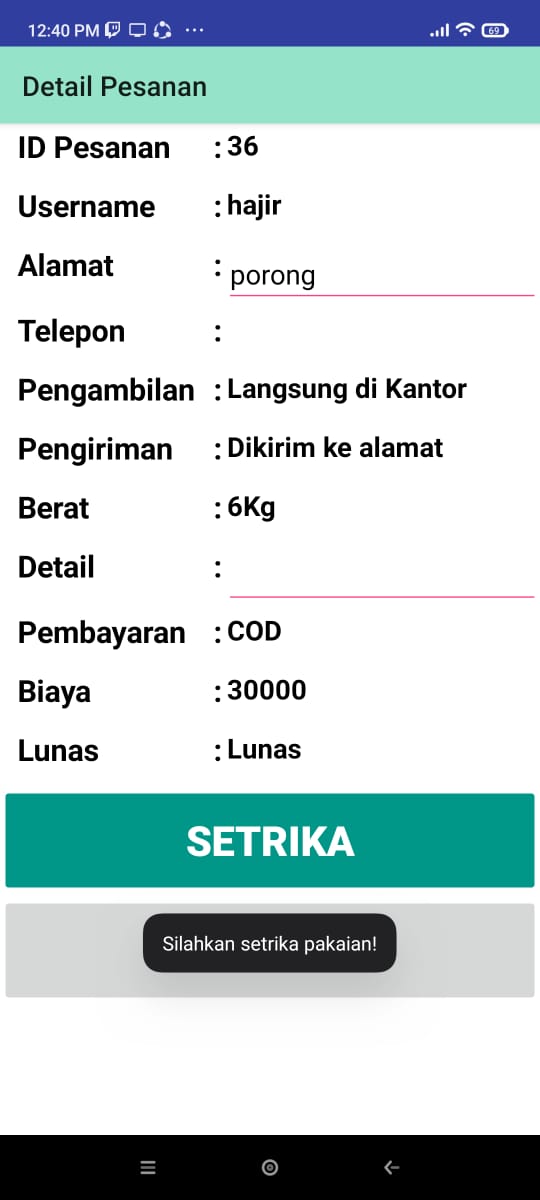 12:40 PM 69
Detail Pesanan
ID Pesanan : 36
Username : hajir
Alamat : porong
Telepon :
Pengambilan : Langsung di Kantor
Pengiriman : Dikirim ke alamat
Berat : 6Kg
Detail :
Pembayaran : COD
Biaya : 30000
Lunas : Lunas
SETRIKA
Silahkan setrika pakaian!